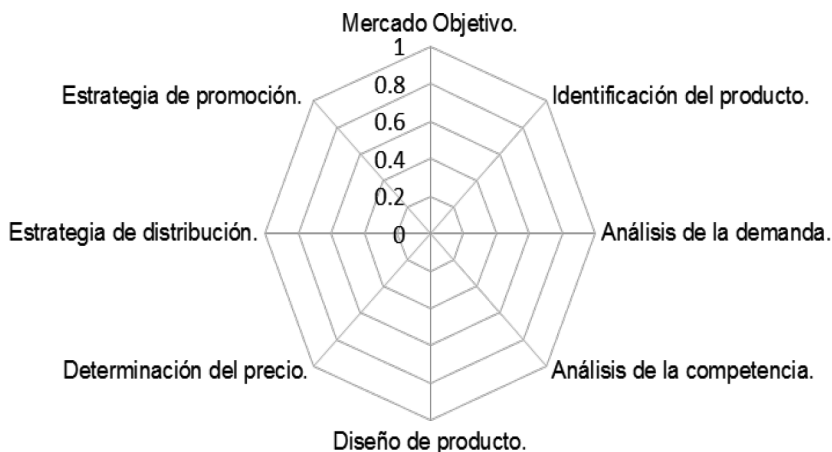 Mercado Objetivo.
1
Estrategia de promoción.
0.8
Identificación del producto.
0.6
0.4
0.2
Estrategia de distribución.
0
Análisis de la demanda.
Determinación del precio.
Análisis de la competencia.
Diseño de producto.